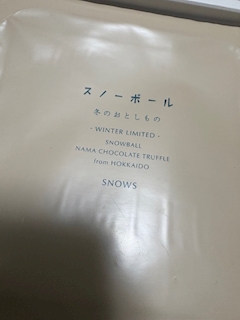 スノーボール
冬のおとしもの
- WINTER LIMITED -
SNOWBALL
NAMA CHOCOLATE TRUFFLE
from HOKKAIDO
SNOWS